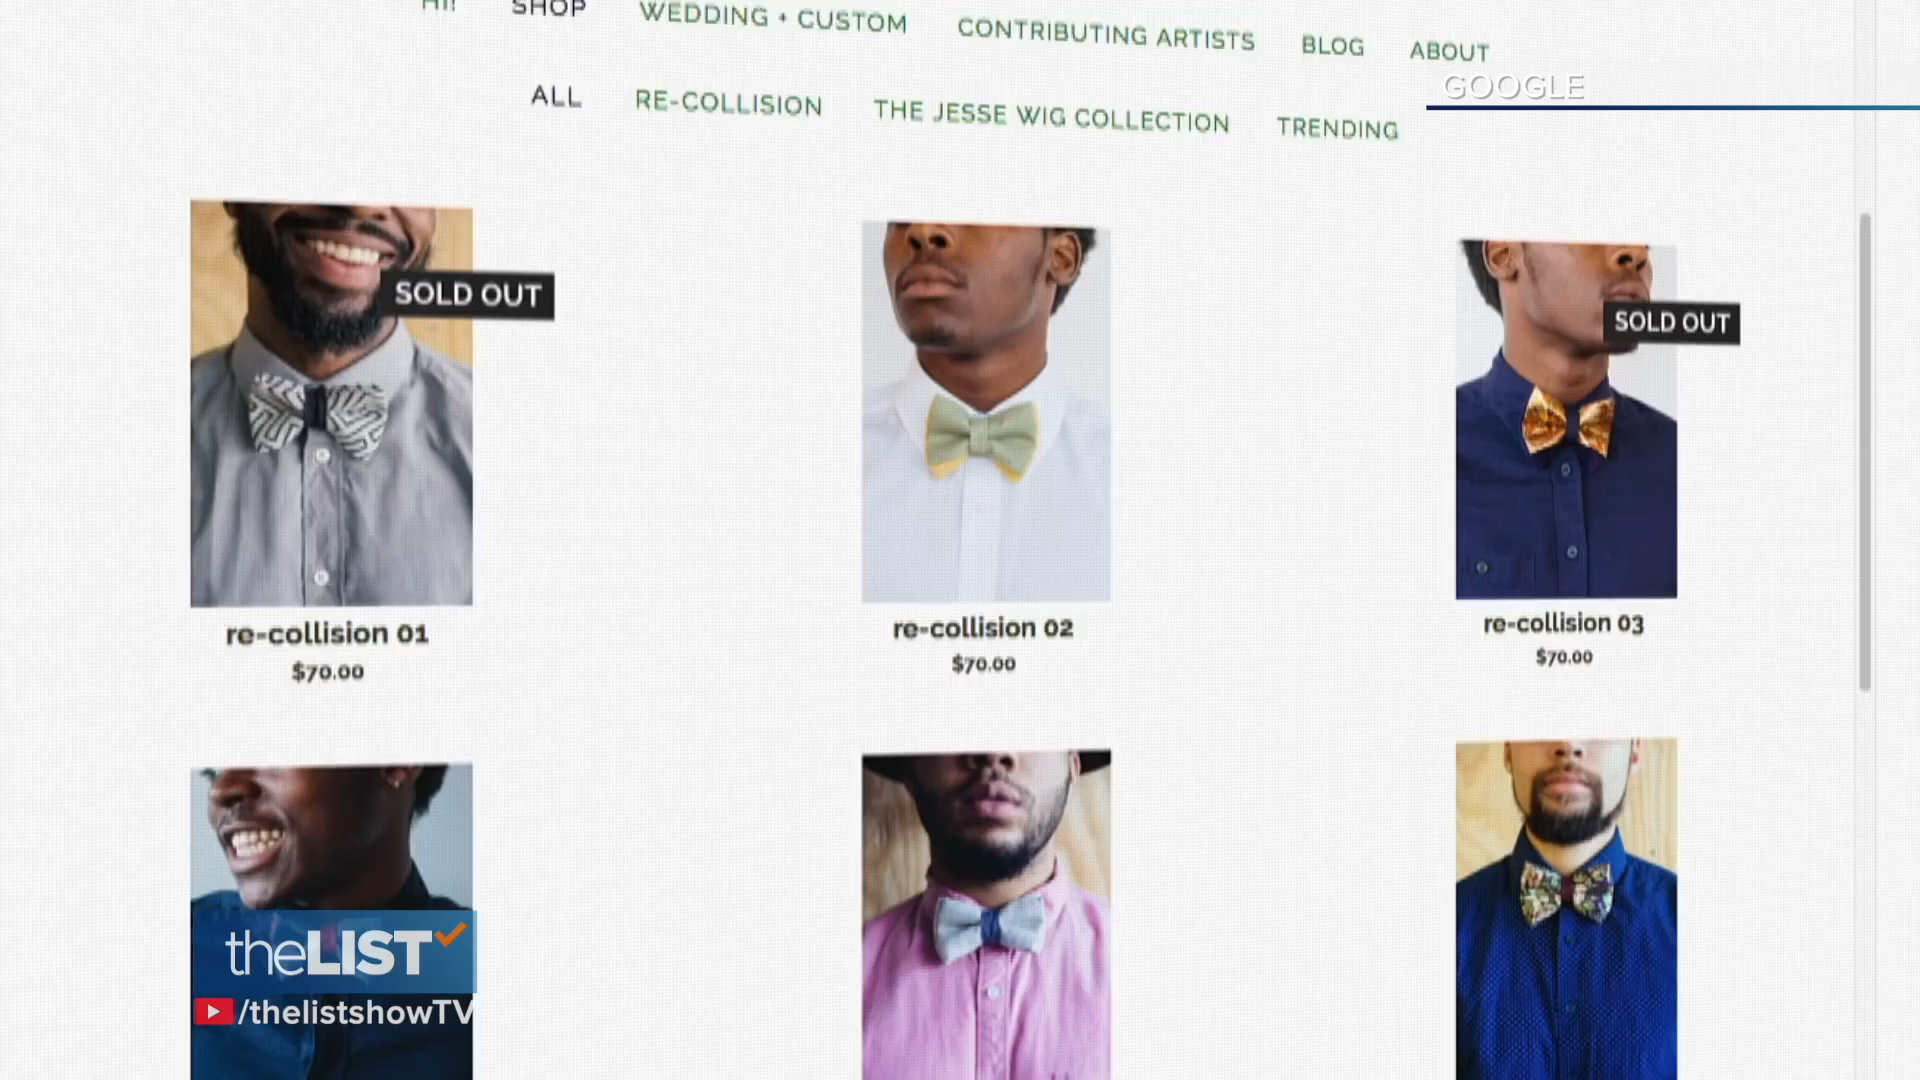 HI! SHOP WEDDING + CUSTOM CONTRIBUTING ARTISTS BLOG ABOUT
GOOGLE
ALL RE-COLLISION THE JESSE WIG COLLECTION TRENDING
SOLD OUT
SOLD OUT
re-collision 01
$70.00
re-collision 02
$70.00
re-collision 03
$70.00
theLIST
/thelistshowTV